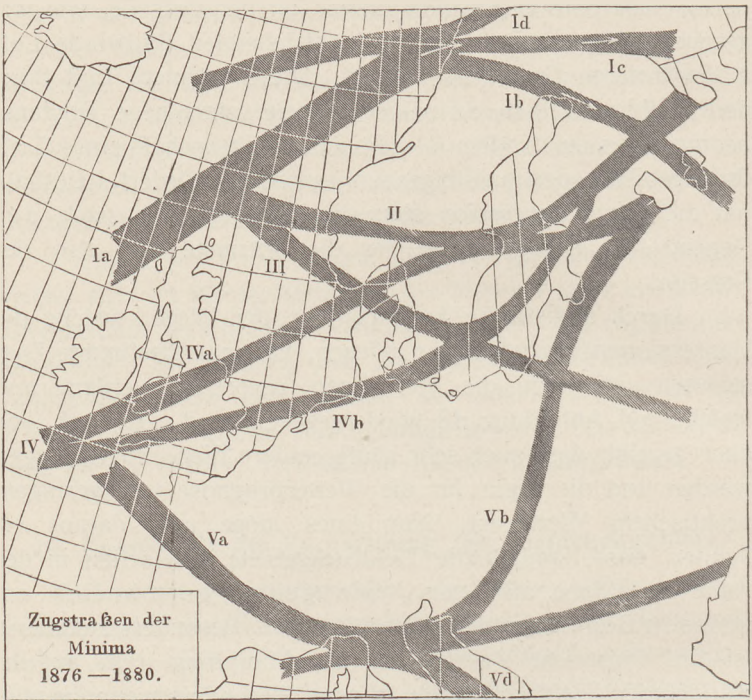 Id
Ic
Ib
II
Ia
III
IVa
IVb
IV
Va
Vb
Vd
Zugstraßen der
Minima
1876 — 1880.